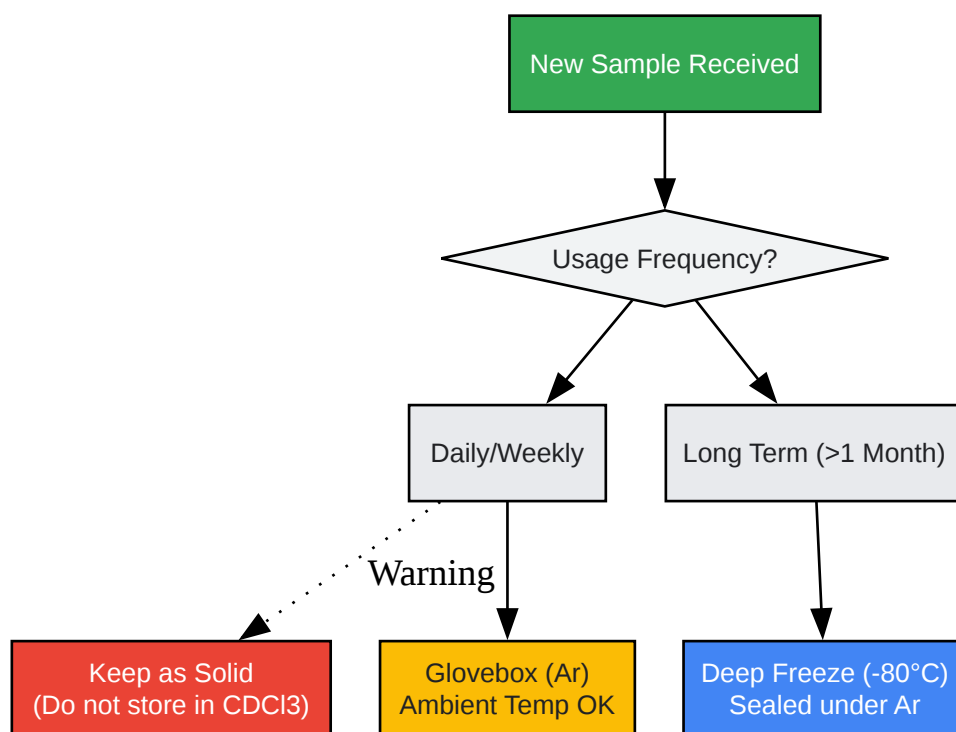 New Sample Received
Usage Frequency?
Daily/Weekly
Long Term (>1 Month)
Warning
Keep as Solid
(Do not store in CDCl3)
Glovebox (Ar)
Ambient Temp OK
Deep Freeze (-80°C)
Sealed under Ar